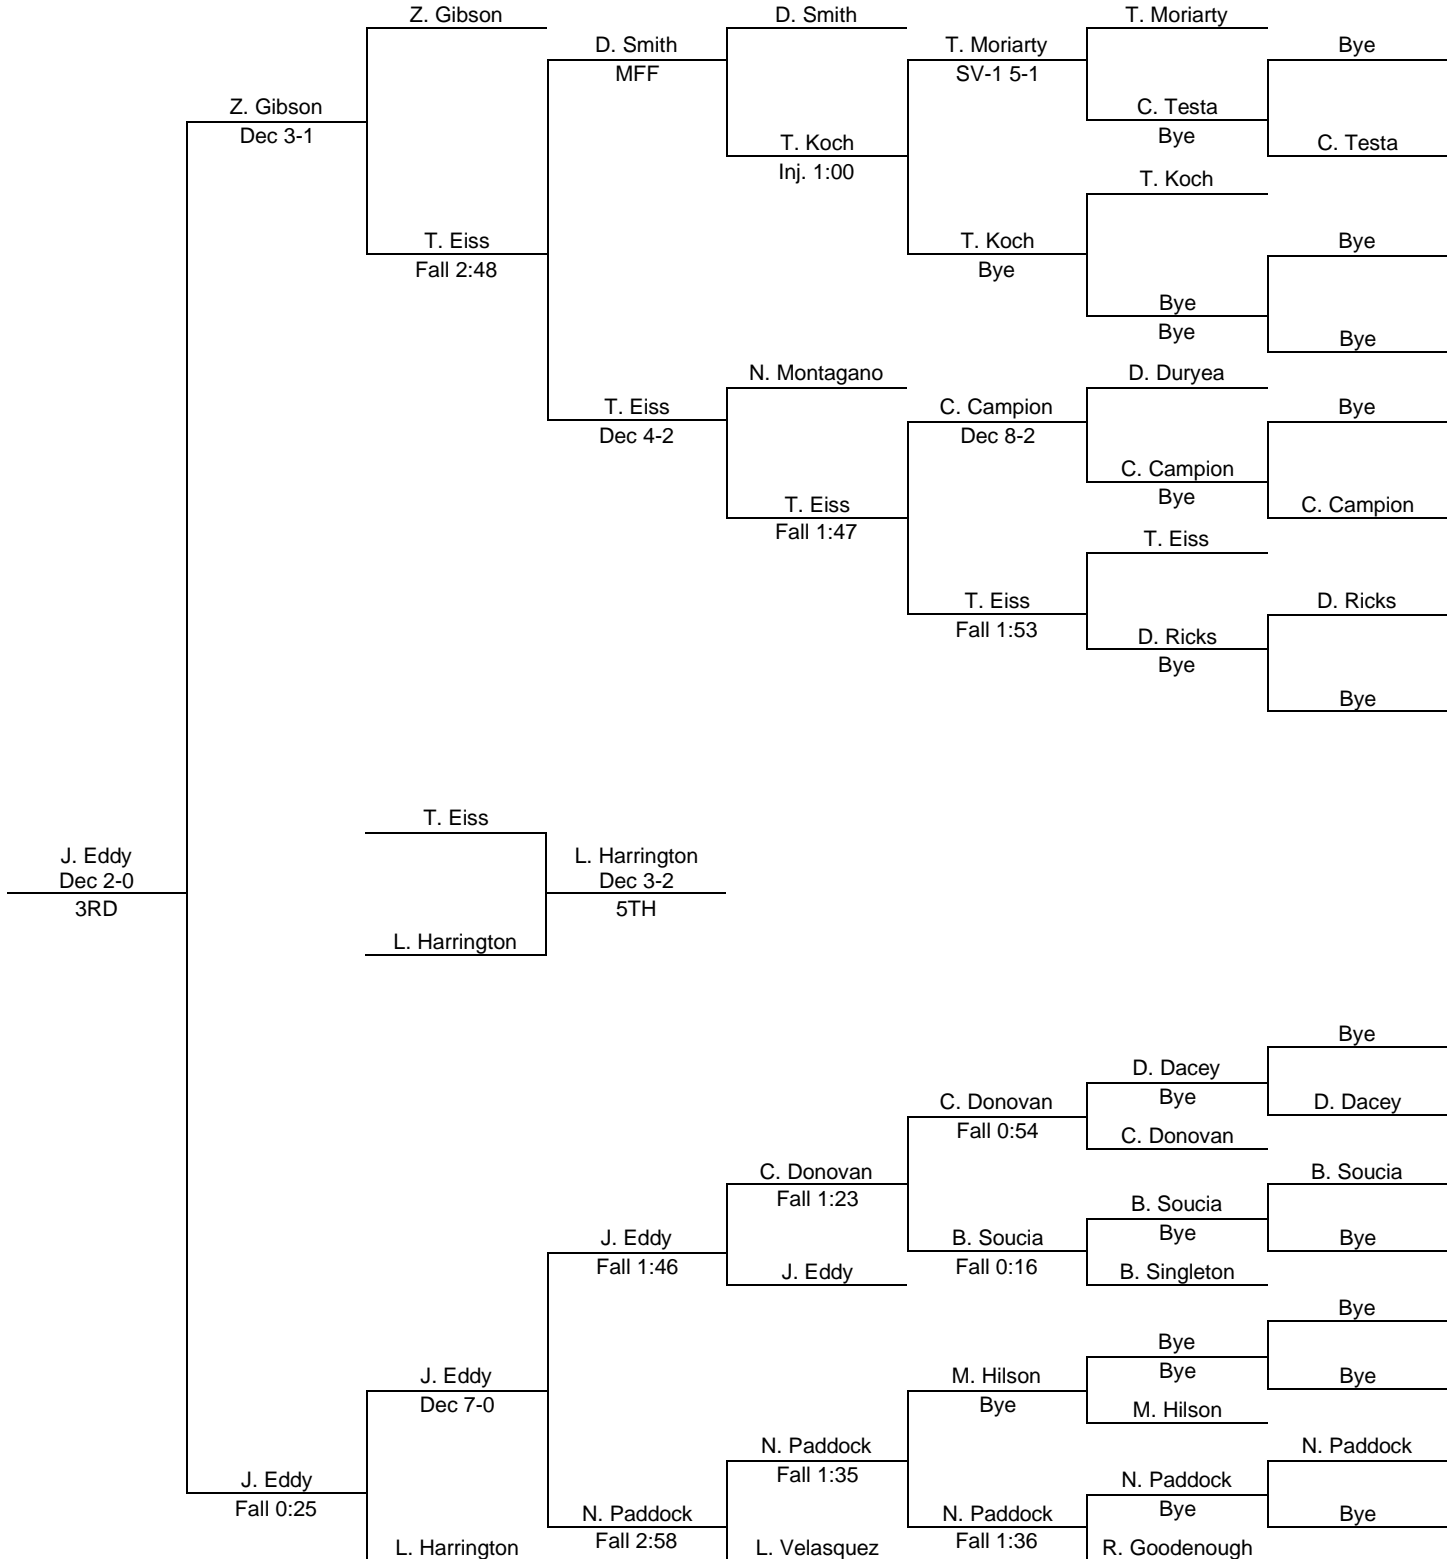 Z. Gibson
D. Smith
T. Moriarty
D. Smith
MFF
T. Moriarty
SV-1 5-1
Bye
Z. Gibson
Dec 3-1
C. Testa
Bye
T. Koch
Inj. 1:00
C. Testa
T. Koch
T. Eiss
Fall 2:48
T. Koch
Bye
Bye
Bye
Bye
Bye
N. Montagano
D. Duryea
T. Eiss
Dec 4-2
C. Campion
Dec 8-2
Bye
C. Campion
Bye
T. Eiss
Fall 1:47
C. Campion
T. Eiss
T. Eiss
Fall 1:53
D. Ricks
D. Ricks
Bye
Bye
T. Eiss
J. Eddy
Dec 2-0
3RD
L. Harrington
Dec 3-2
5TH
L. Harrington
Bye
D. Dacey
Bye
C. Donovan
Fall 0:54
D. Dacey
C. Donovan
C. Donovan
Fall 1:23
B. Soucia
B. Soucia
Bye
J. Eddy
Fall 1:46
B. Soucia
Fall 0:16
Bye
J. Eddy
B. Singleton
Bye
Bye
Bye
J. Eddy
Dec 7-0
M. Hilson
Bye
Bye
M. Hilson
N. Paddock
Fall 1:35
N. Paddock
J. Eddy
Fall 0:25
N. Paddock
Bye
N. Paddock
Fall 2:58
N. Paddock
Fall 1:36
Bye
L. Harrington
L. Velasquez
R. Goodenough